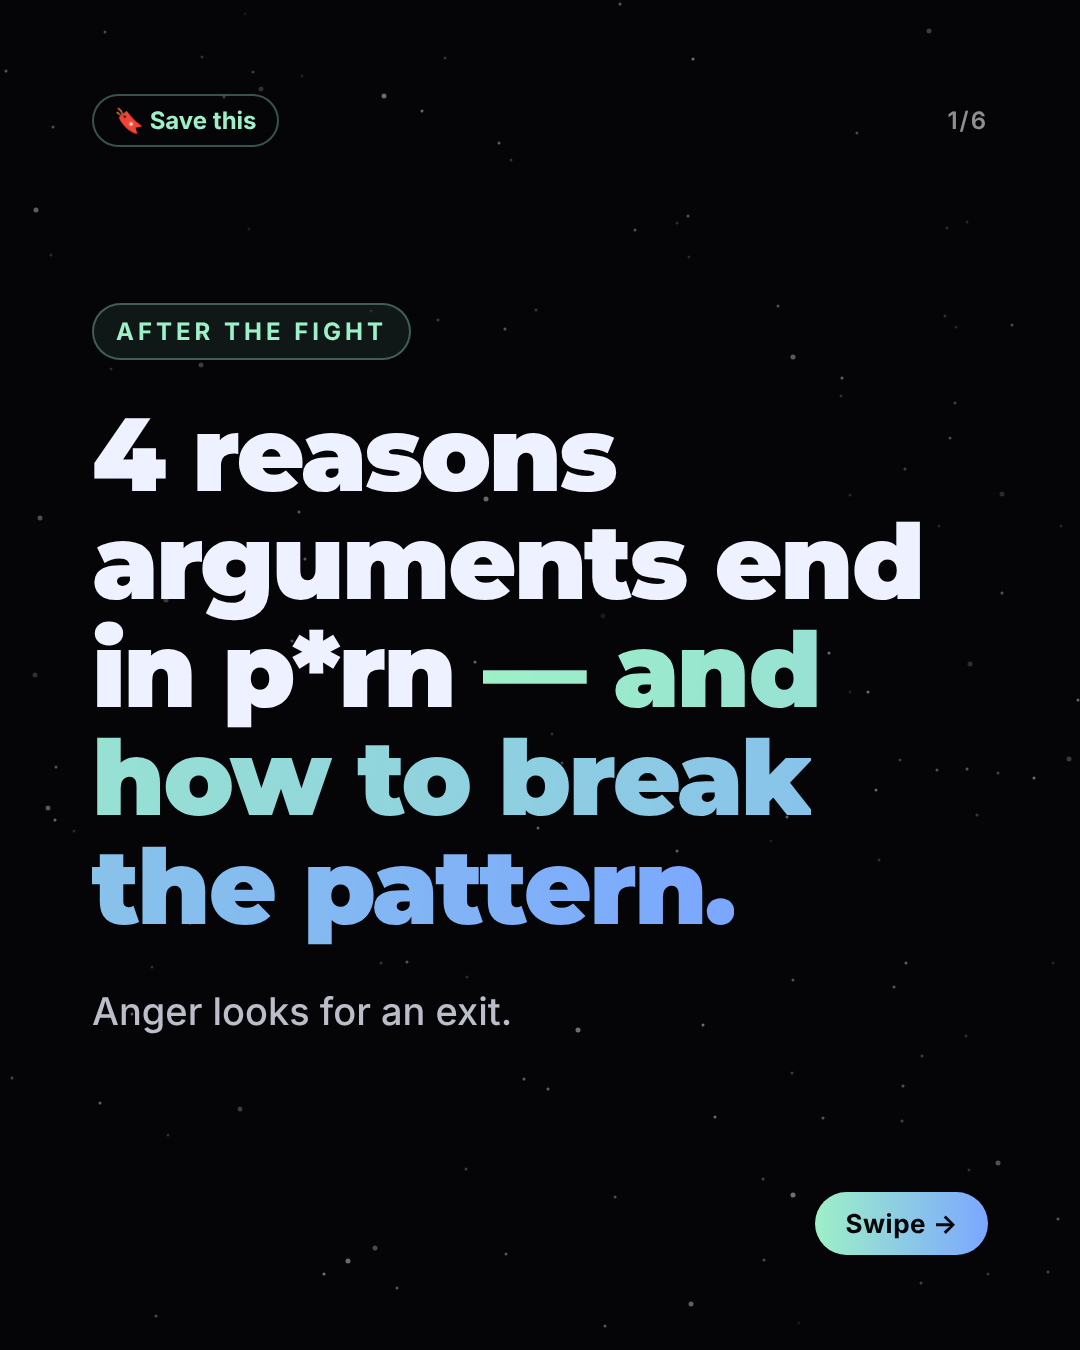 🔖 Save this
1/6
AFTER THE FIGHT
4 reasons
arguments end
in p*rn — and
how to break
the pattern.
Anger looks for an exit.
Swipe →